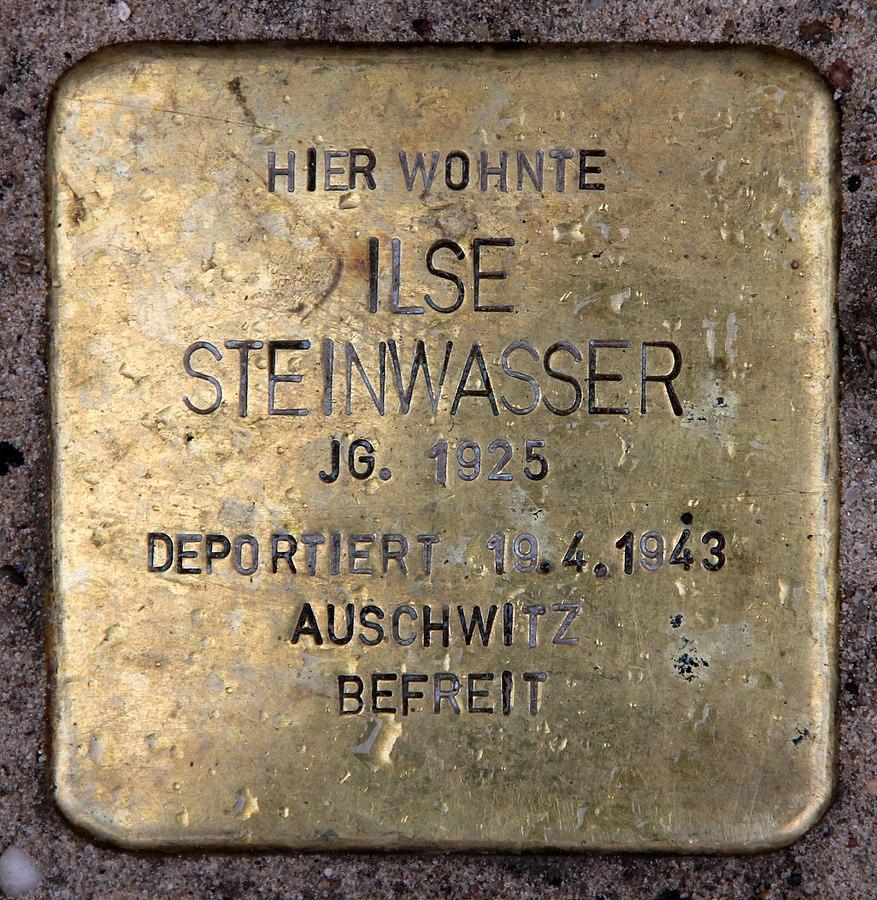 HIER WOHNTE
ILSE
STEINWASSER
JG. 1925
DEPORTIERT 19.4.1943
AUSCHWITZ
BEFREIT